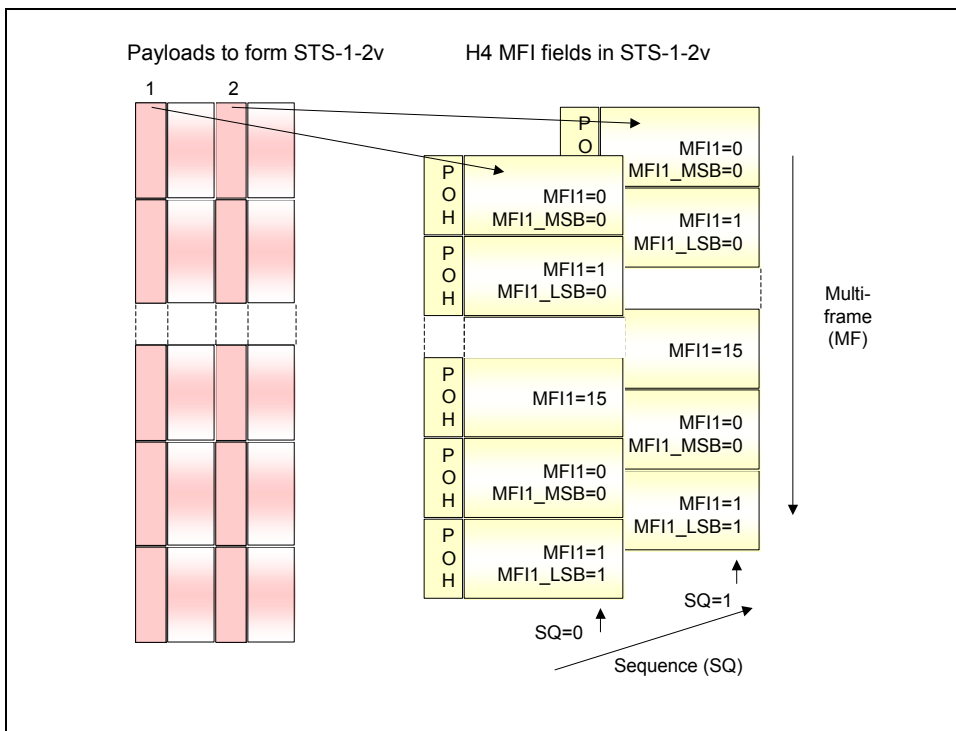 Payloads to form STS-1-2v
H4 MFI fields in STS-1-2v
1
2
P
O
MFI1=0
MFI1_MSB=0
MFI1=1
MFI1_LSB=0
MFI1=15
MFI1=0
MFI1_MSB=0
MFI1=1
MFI1_LSB=1
P
O
H
MFI1=0
MFI1_MSB=0
P
O
H
MFI1=1
MFI1_LSB=0
P
O
H
MFI1=15
P
O
H
MFI1=0
MFI1_MSB=0
P
O
H
MFI1=1
MFI1_LSB=1
Multi-
frame
(MF)
SQ=1
SQ=0
Sequence (SQ)